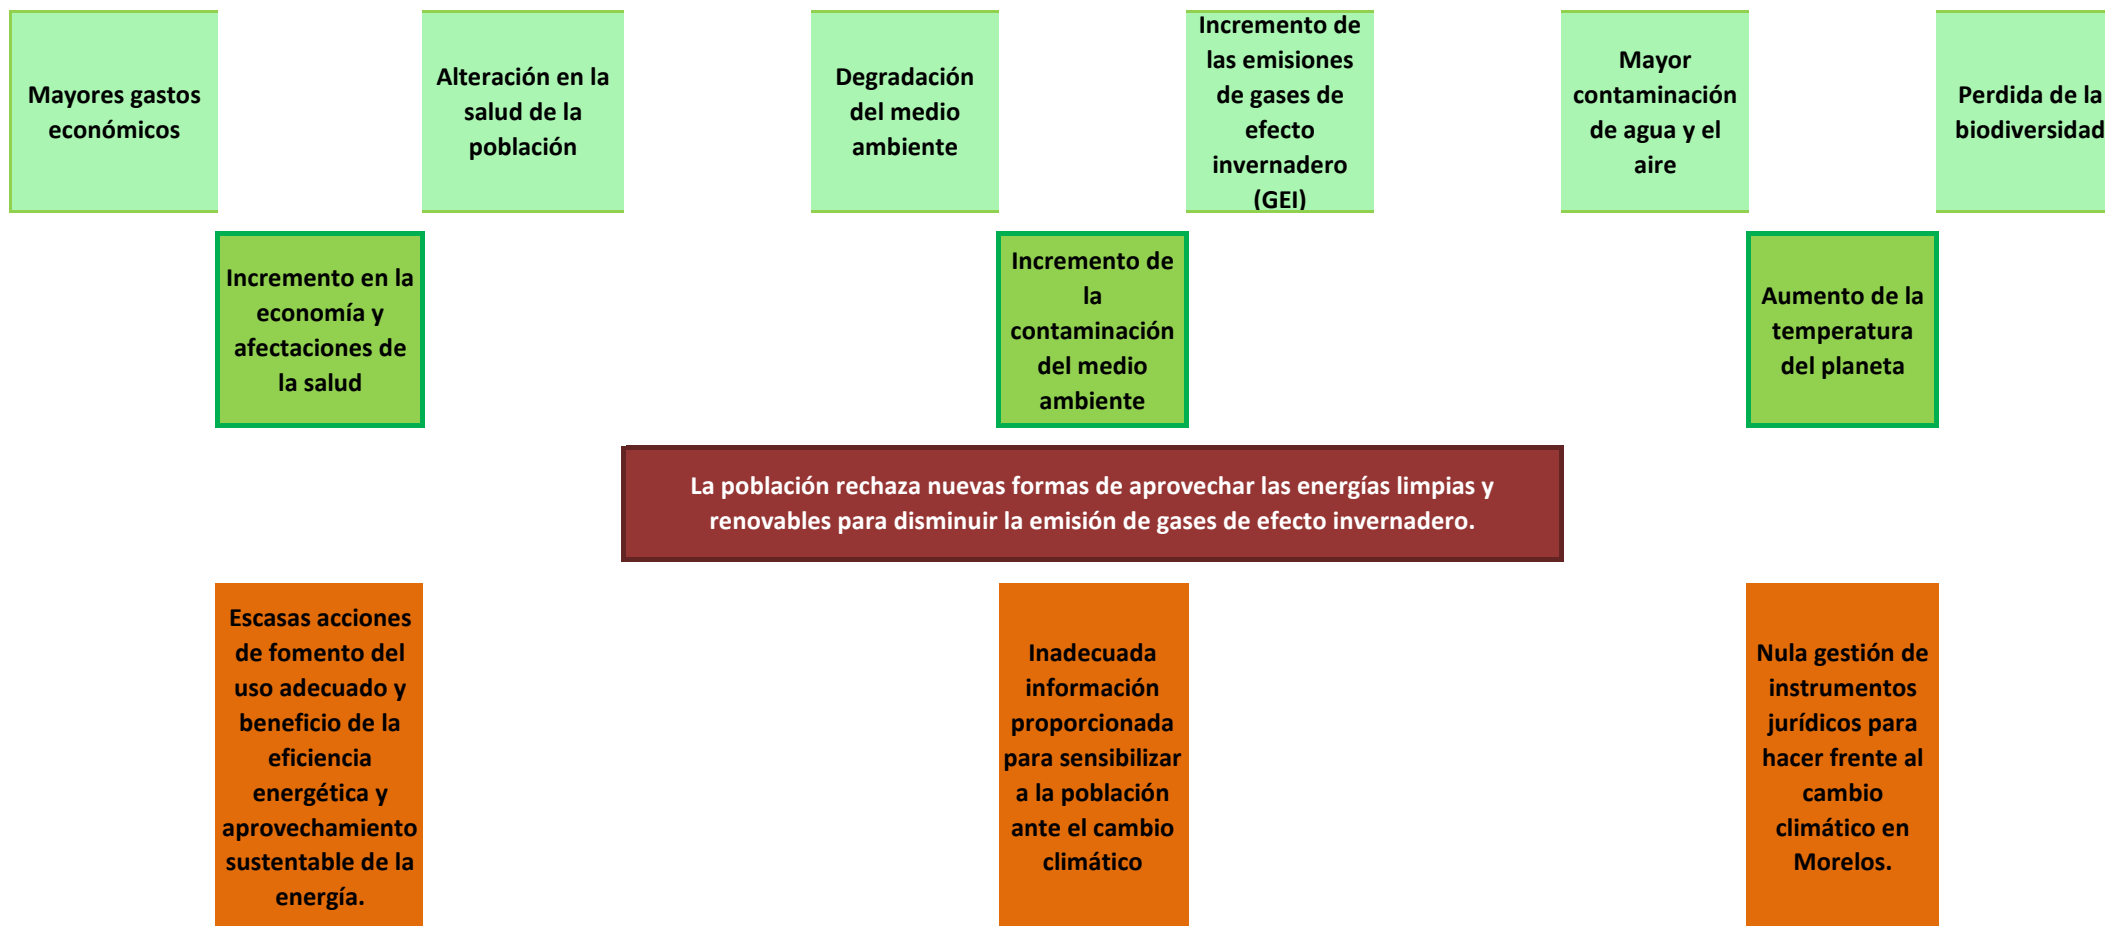 Mayores gastos
económicos
Alteración en la
salud de la
población
Degradación
del medio
ambiente
Incremento de
las emisiones
de gases de
efecto
invernadero
(GEI)
Mayor
contaminación
de agua y el
aire
Perdida de la
biodiversidad
Incremento en la
economía y
afectaciones de
la salud
Incremento de
la
contaminación
del medio
ambiente
Aumento de la
temperatura
del planeta
La población rechaza nuevas formas de aprovechar las energías limpias y
renovables para disminuir la emisión de gases de efecto invernadero.
Escasas acciones
de fomento del
uso adecuado y
beneficio de la
eficiencia
energética y
aprovechamiento
sustentable de la
energía.
Inadecuada
información
proporcionada
para sensibilizar
a la población
ante el cambio
climático
Nula gestión de
instrumentos
jurídicos para
hacer frente al
cambio
climático en
Morelos.